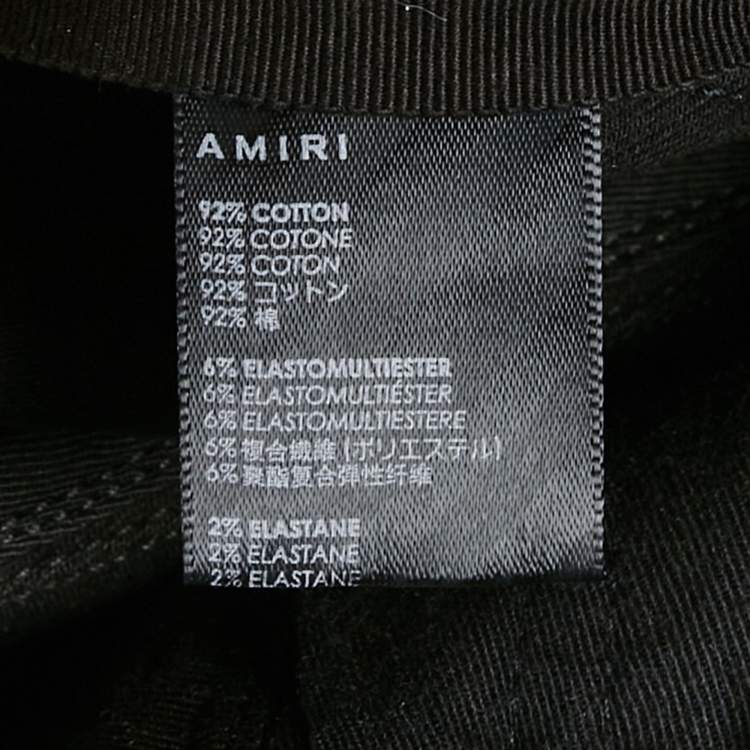 AMIRI
92% COTTON
92% COTONE
92% COTON
92% コットン
92% 棉
6% ELASTOMULTIESTER
6% ELASTOMULTIÉSTER
6% ELASTOMULTIESTERE
6% 複合繊維 (ポリエステル)
6% 聚酯复合弹性纤维
2% ELASTANE
2% ELASTANE
2% ELASTANE